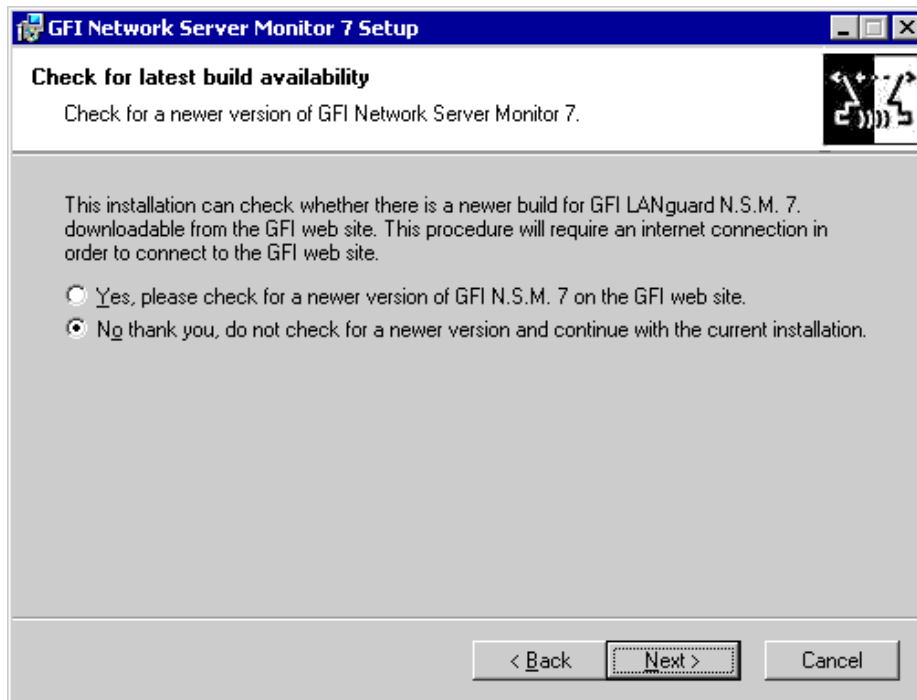 GFI Network Server Monitor 7 Setup
Check for latest build availability
Check for a newer version of GFI Network Server Monitor 7.
This installation can check whether there is a newer build for GFI LANguard N.S.M. 7.
downloadable from the GFI web site. This procedure will require an internet connection in
order to connect to the GFI web site.
Yes, please check for a newer version of GFI N.S.M. 7 on the GFI web site.
No thank you, do not check for a newer version and continue with the current installation.
< Back Next > Cancel